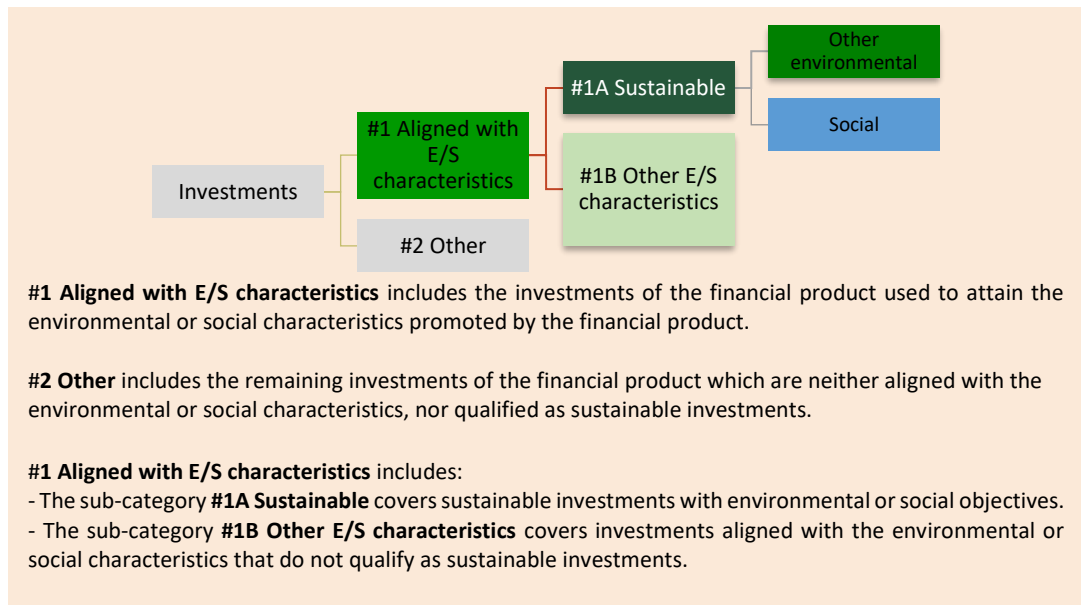 Other
environmental
#1A Sustainable
Social
#1 Aligned with
E/S
characteristics
#1B Other E/S
characteristics
Investments
#2 Other
#1 Aligned with E/S characteristics includes the investments of the financial product used to attain the
environmental or social characteristics promoted by the financial product.
#2 Other includes the remaining investments of the financial product which are neither aligned with the
environmental or social characteristics, nor qualified as sustainable investments.
#1 Aligned with E/S characteristics includes:
- The sub-category #1A Sustainable covers sustainable investments with environmental or social objectives.
- The sub-category #1B Other E/S characteristics covers investments aligned with the environmental or
social characteristics that do not qualify as sustainable investments.